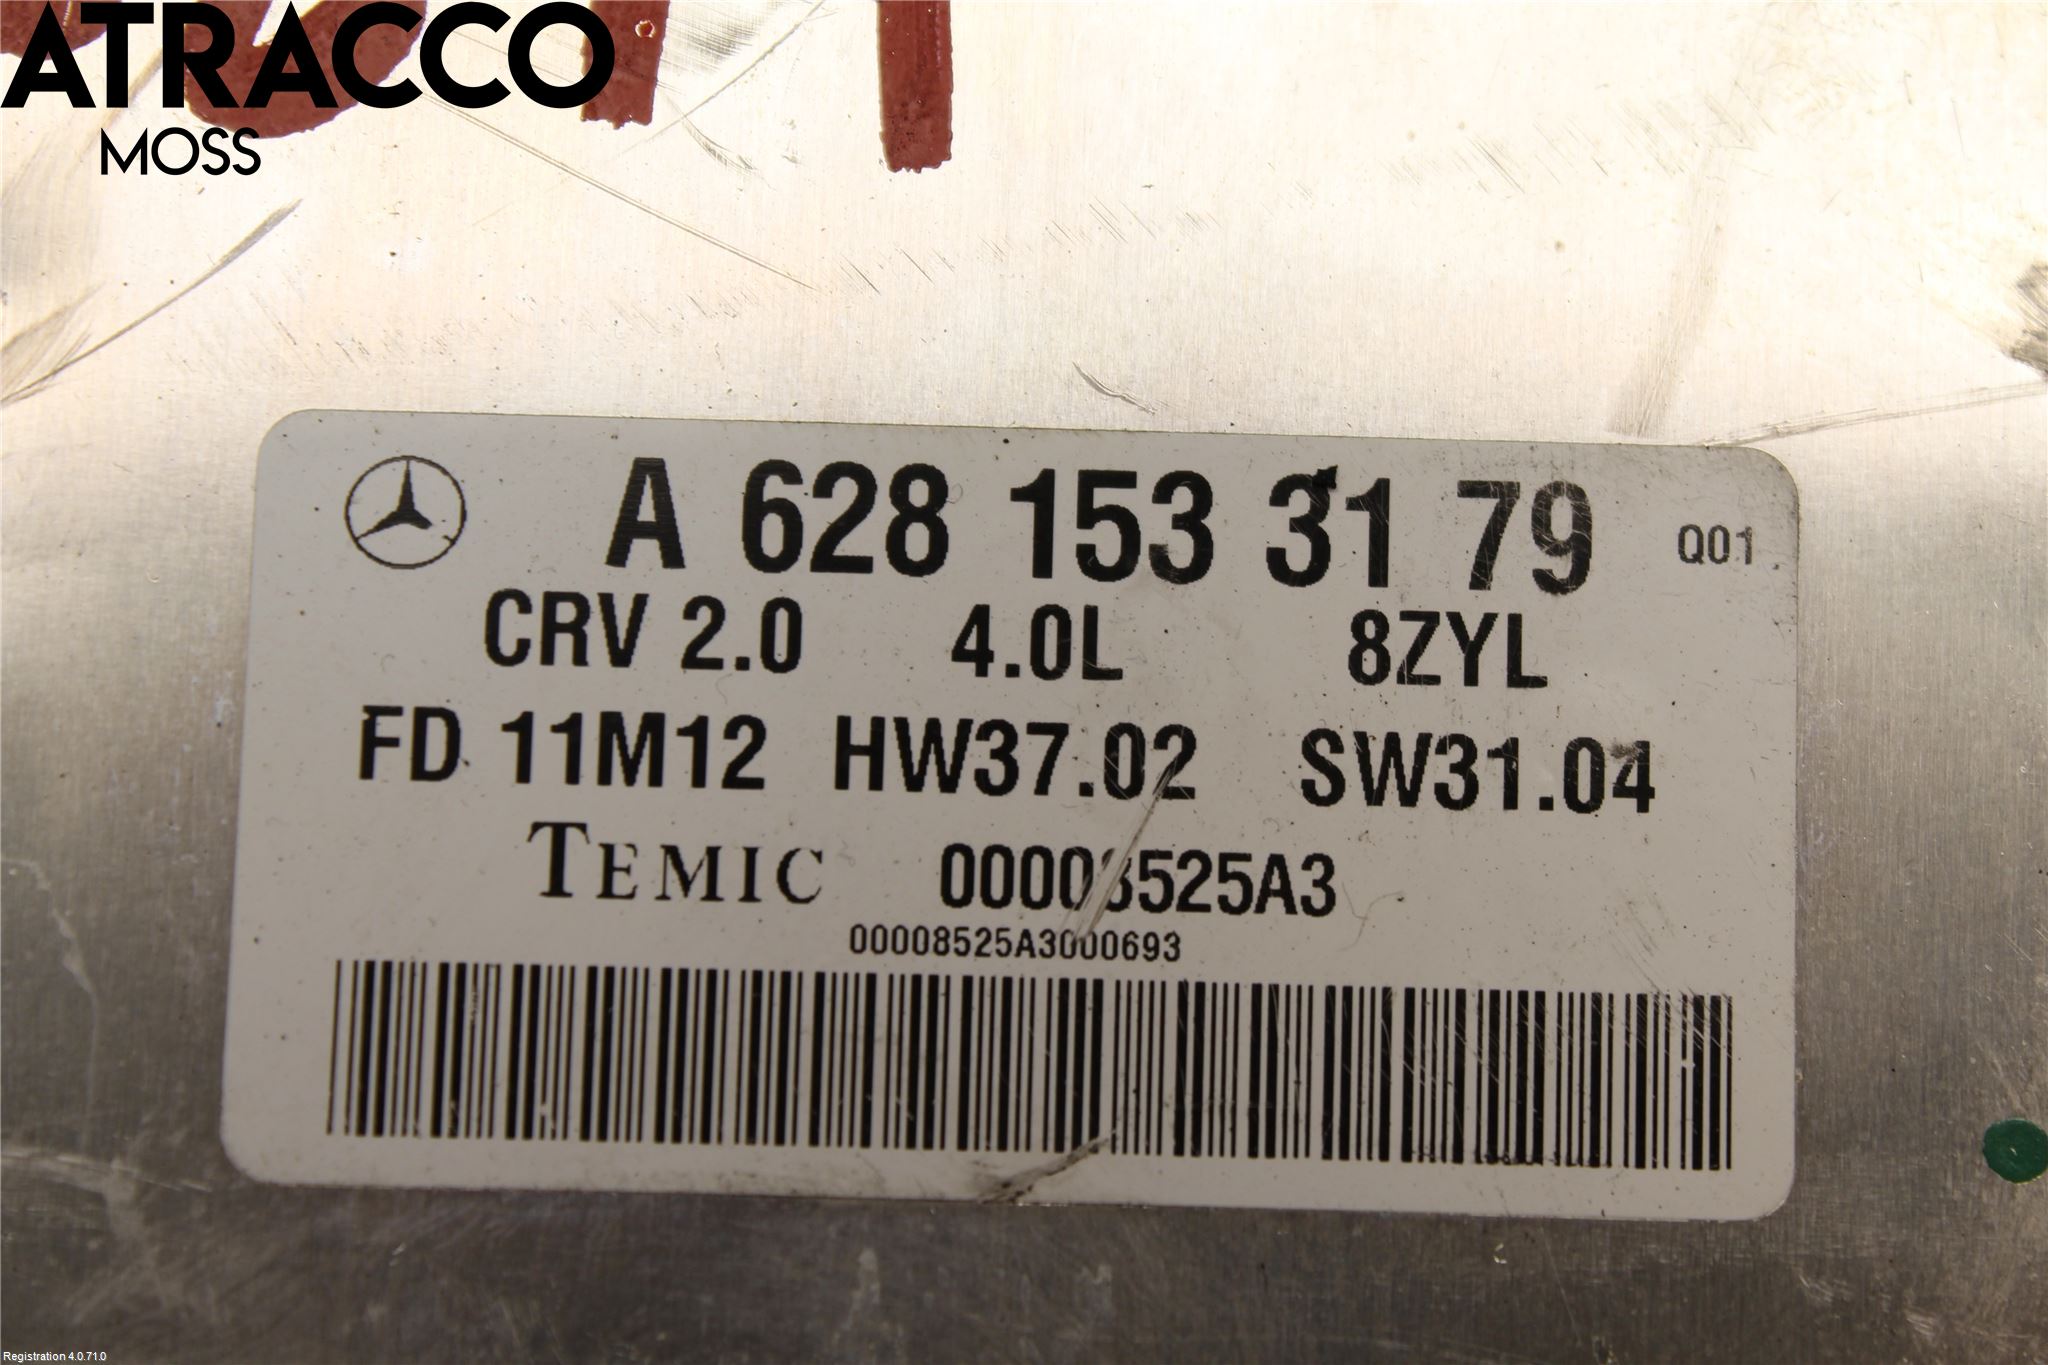 ATRACCO
MOSS
A 628 153 31 79 Q01
CRV 2.0 4.0L 8ZYL
FD 11M12 HW37.02 SW31.04
TEMIC 00008525A3
00008525A3000693
Registration 4.0.71.0